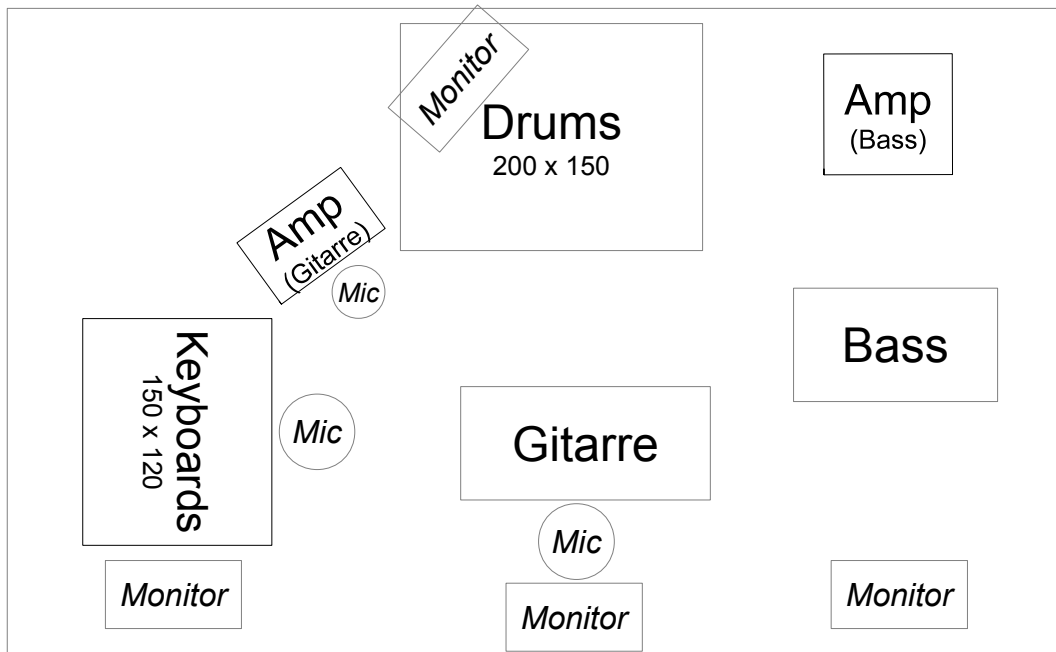 Monitor
Drums
200 x 150
Amp
(Bass)
Amp
(Gitarre)
Mic
Keyboards
150 x 120
Mic
Bass
Gitarre
Mic
Monitor
Monitor
Monitor